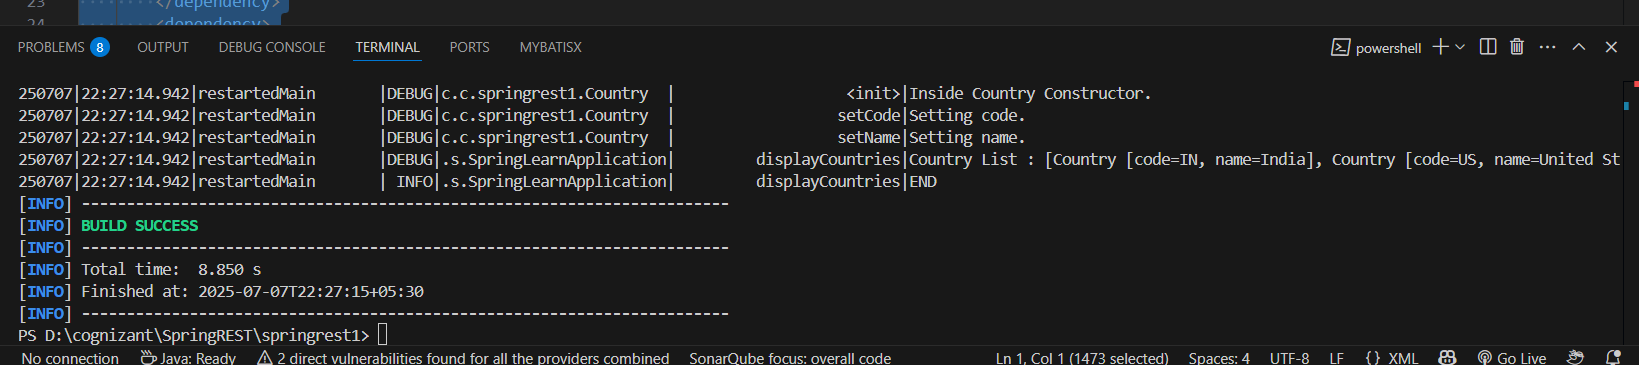 23 </dependency>
24 <dependency>
PROBLEMS 8 OUTPUT DEBUG CONSOLE TERMINAL PORTS MYBATISX powershell
250707|22:27:14.942|restartedMain |DEBUG|c.c.springrest1.Country | <init>|Inside Country Constructor.
250707|22:27:14.942|restartedMain |DEBUG|c.c.springrest1.Country | setCode|Setting code.
250707|22:27:14.942|restartedMain |DEBUG|c.c.springrest1.Country | setName|Setting name.
250707|22:27:14.942|restartedMain |DEBUG|.s.SpringLearnApplication| displayCountries|Country List : [Country [code=IN, name=India], Country [code=US, name=United St
250707|22:27:14.942|restartedMain | INFO|.s.SpringLearnApplication| displayCountries|END
[INFO] ------------------------------------------------------------------------
[INFO] BUILD SUCCESS
[INFO] ------------------------------------------------------------------------
[INFO] Total time:  8.850 s
[INFO] Finished at: 2025-07-07T22:27:15+05:30
[INFO] ------------------------------------------------------------------------
PS D:\cognizant\SpringREST\springrest1>
No connection Java: Ready 2 direct vulnerabilities found for all the providers combined SonarQube focus: overall code Ln 1, Col 1 (1473 selected) Spaces: 4 UTF-8 LF {} XML Go Live